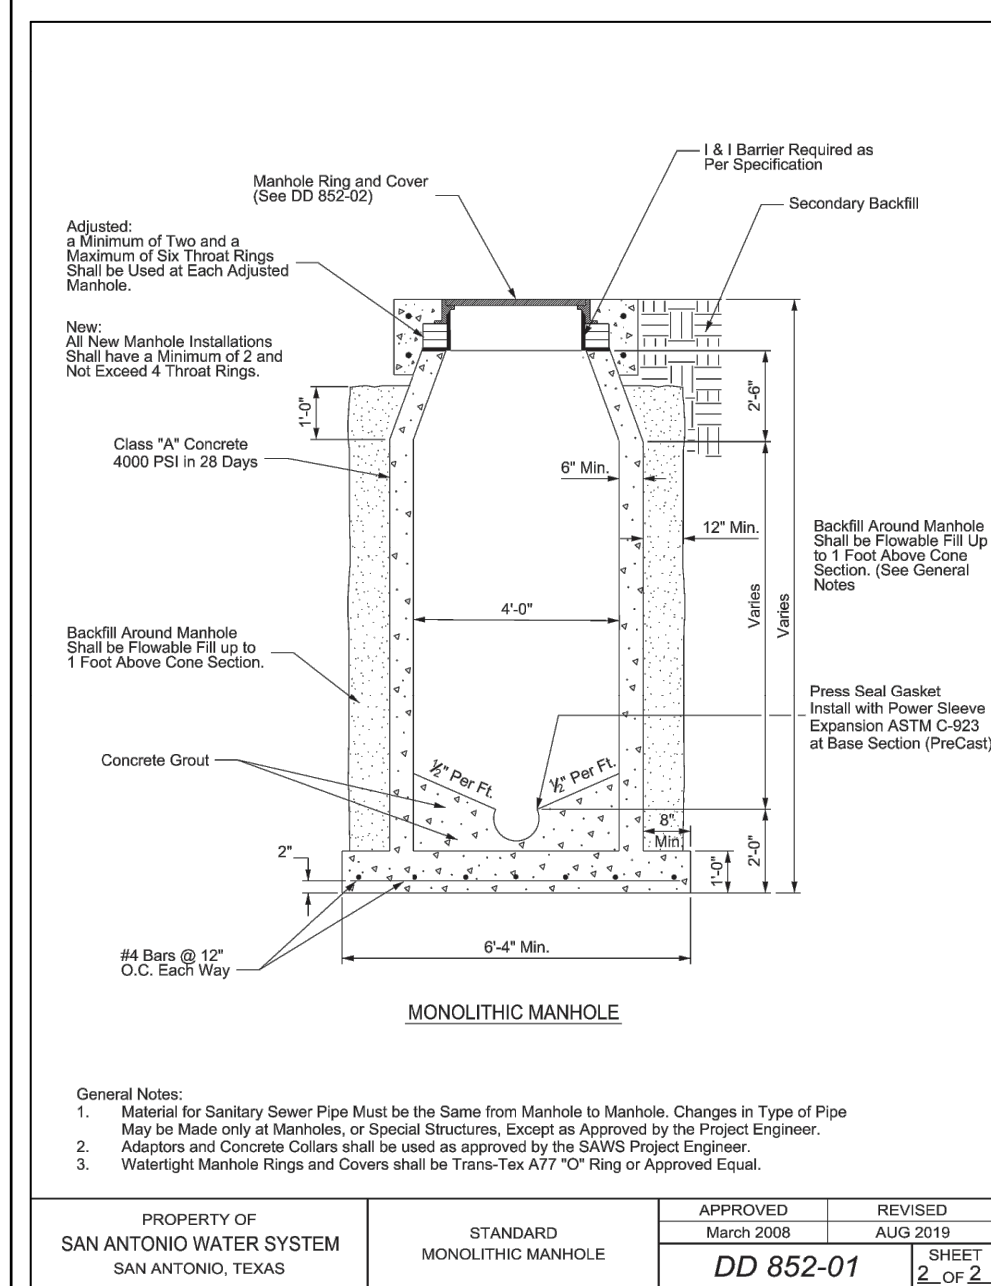 I & I Barrier Required as
Per Specification
Manhole Ring and Cover
(See DD 852-02)
Secondary Backfill
Adjusted:
a Minimum of Two and a
Maximum of Six Throat Rings
Shall be Used at Each Adjusted
Manhole.
New:
All New Manhole Installations
Shall have a Minimum of 2 and
Not Exceed 4 Throat Rings.
1'-0"
2'-6"
Class "A" Concrete
4000 PSI in 28 Days
6" Min.
12" Min.
Backfill Around Manhole
Shall be Flowable Fill Up
to 1 Foot Above Cone
Section. (See General
Notes
4'-0"
Varies
Varies
Backfill Around Manhole
Shall be Flowable Fill up to
1 Foot Above Cone Section.
Press Seal Gasket
Install with Power Sleeve
Expansion ASTM C-923
at Base Section (PreCast)
Concrete Grout
½" Per Ft.
½" Per Ft.
8"
Min.
2"
1'-0"
2'-0"
#4 Bars @ 12"
O.C. Each Way
6'-4" Min.
MONOLITHIC MANHOLE
General Notes:
1. Material for Sanitary Sewer Pipe Must be the Same from Manhole to Manhole. Changes in Type of Pipe
May be Made only at Manholes, or Special Structures, Except as Approved by the Project Engineer.
2. Adaptors and Concrete Collars shall be used as approved by the SAWS Project Engineer.
3. Watertight Manhole Rings and Covers shall be Trans-Tex A77 "O" Ring or Approved Equal.
PROPERTY OF
SAN ANTONIO WATER SYSTEM
SAN ANTONIO, TEXAS
STANDARD
MONOLITHIC MANHOLE
APPROVED
March 2008
REVISED
AUG 2019
DD 852-01
SHEET
2 OF 2